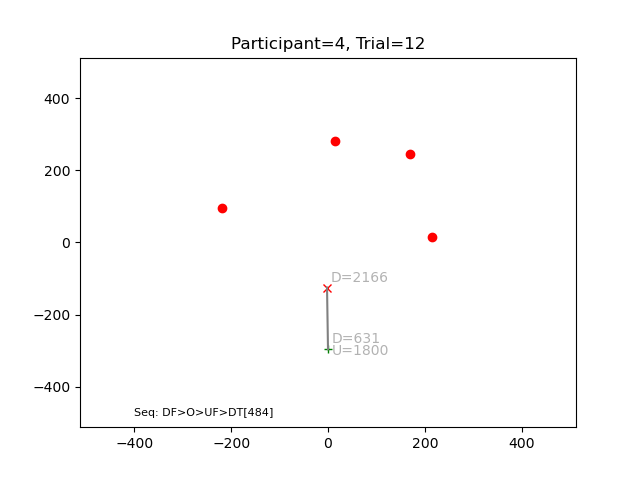 Participant=4, Trial=12
400
200
0
−200
−400
D=2166
D=631
U=1800
Seq: DF>O>UF>DT[484]
−400 −200 0 200 400